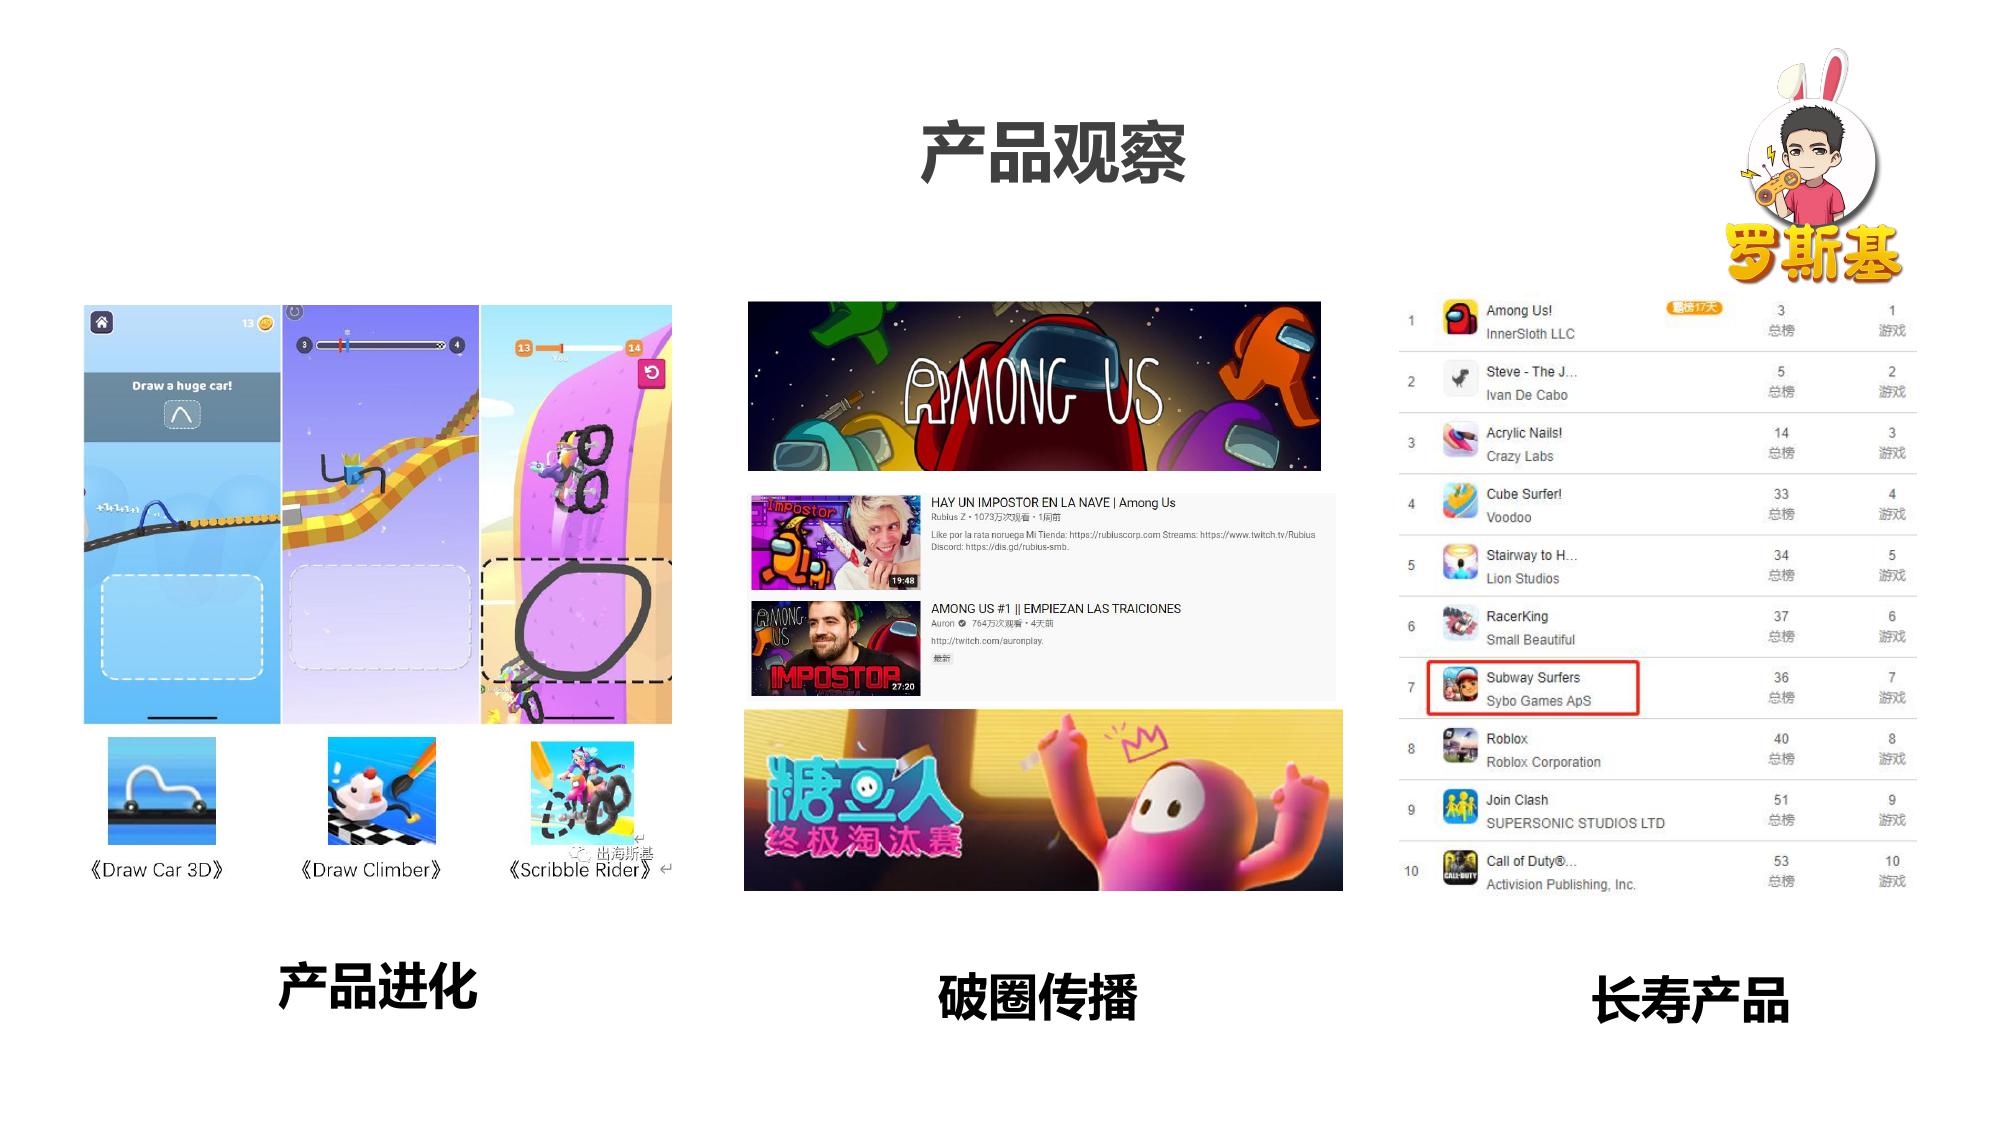 产品观察
罗斯基
13
Draw a huge car!
3
4
13
14
You
《Draw Car 3D》
《Draw Climber》
《Scribble Rider》
出海斯基
产品进化
AMONG US
Impostor
19:48
HAY UN IMPOSTOR EN LA NAVE | Among Us
Rubius Z • 1073万次观看 • 1周前
Like por la rata noruega Mi Tienda: https://rubiuscorp.com Streams: https://www.twitch.tv/Rubius
Discord: https://dis.gd/rubius-smb.
AMONG US
IMPOSTOR
27:20
AMONG US #1 || EMPIEZAN LAS TRAICIONES
Auron 764万次观看 • 4天前
http://twitch.com/auronplay.
最新
糖豆人
终极淘汰赛
破圈传播
1 Among Us! 霸榜17天 3 1
InnerSloth LLC 总榜 游戏
2 Steve - The J... 5 2
Ivan De Cabo 总榜 游戏
3 Acrylic Nails! 14 3
Crazy Labs 总榜 游戏
4 Cube Surfer! 33 4
Voodoo 总榜 游戏
5 Stairway to H... 34 5
Lion Studios 总榜 游戏
6 RacerKing 37 6
Small Beautiful 总榜 游戏
7 Subway Surfers 36 7
Sybo Games ApS 总榜 游戏
8 Roblox 40 8
Roblox Corporation 总榜 游戏
9 Join Clash 51 9
SUPERSONIC STUDIOS LTD 总榜 游戏
10 Call of Duty®... 53 10
CALL·DUTY
Activision Publishing, Inc. 总榜 游戏
长寿产品